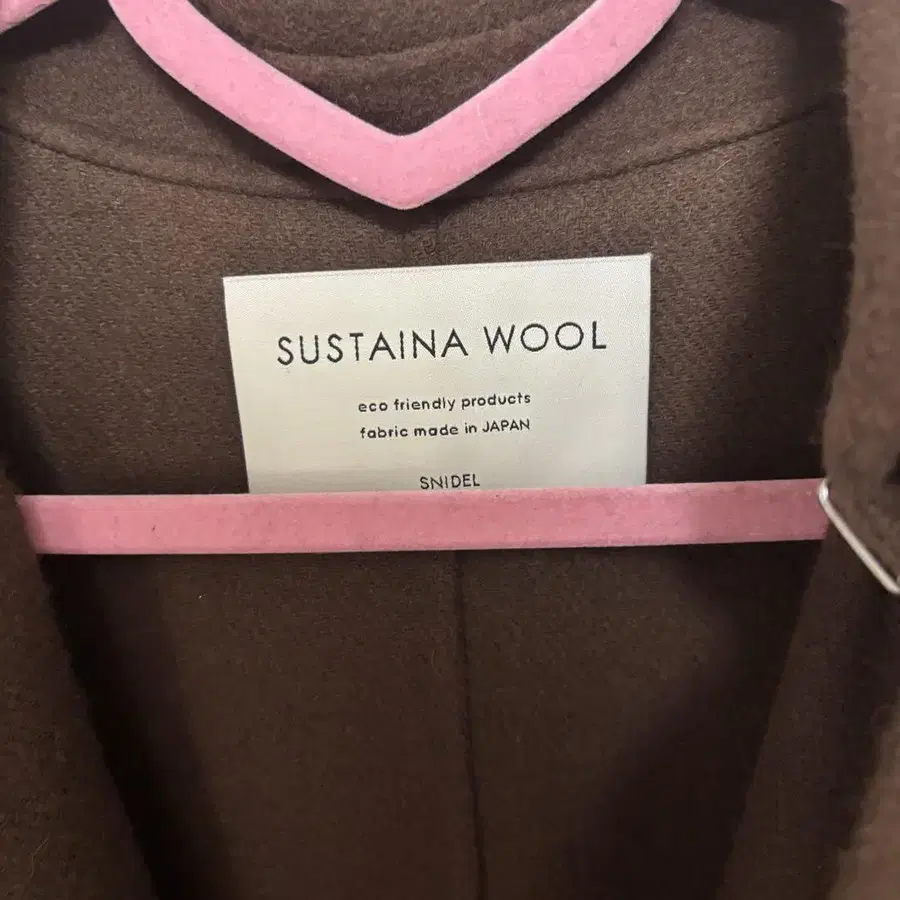 SUSTAINA WOOL
eco friendly products
fabric made in JAPAN
SNIDEL